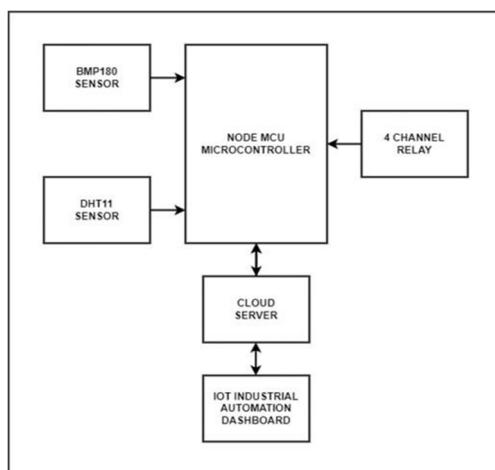 BMP180
SENSOR
NODE MCU
MICROCONTROLLER
4 CHANNEL
RELAY
DHT11
SENSOR
CLOUD
SERVER
IOT INDUSTRIAL
AUTOMATION
DASHBOARD